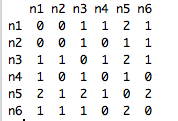 n1 n2 n3 n4 n5 n6
n1 0 0 1 1 2 1
n2 0 0 1 0 1 1
n3 1 1 0 1 2 1
n4 1 0 1 0 1 0
n5 2 1 2 1 0 2
n6 1 1 1 0 2 0